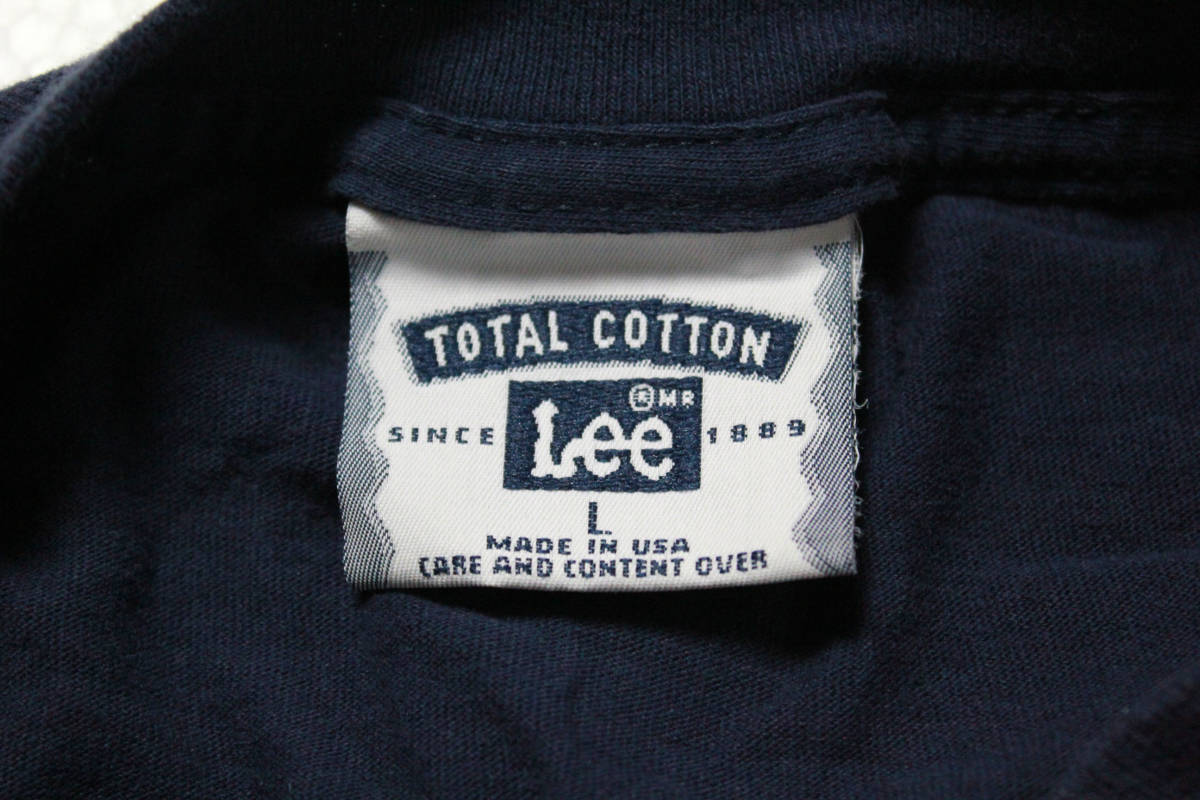 TOTAL COTTON
® MR
SINCE Lee 1889
L
MADE IN USA
CARE AND CONTENT OVER